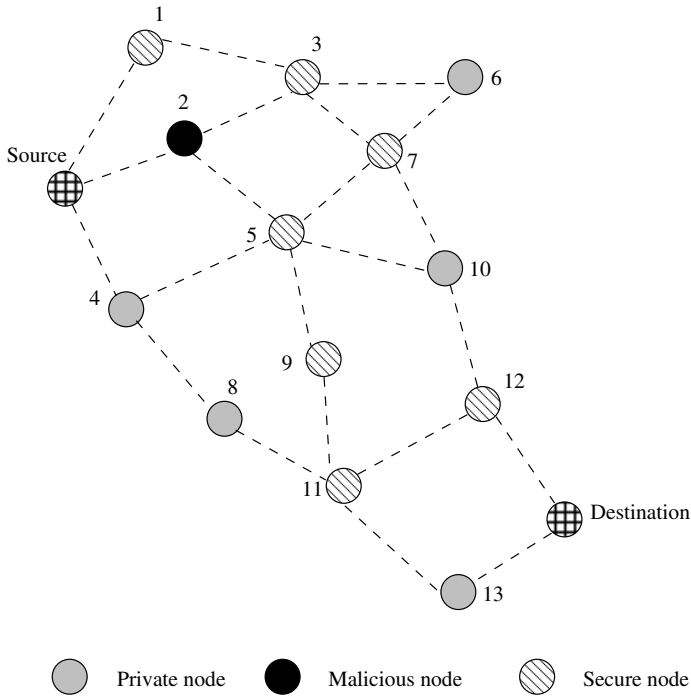 1
3
6
2
Source
7
5
10
4
9
12
8
11
Destination
13
Private node
Malicious node
Secure node